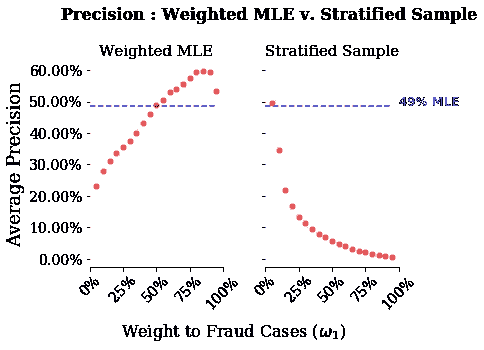 Precision : Weighted MLE v. Stratified Sample
Weighted MLE
Stratified Sample
Average Precision
60.00%
50.00%
40.00%
30.00%
20.00%
10.00%
0.00%
49% MLE
0%
25%
50%
75%
100%
0%
25%
50%
75%
100%
Weight to Fraud Cases (ω₁)